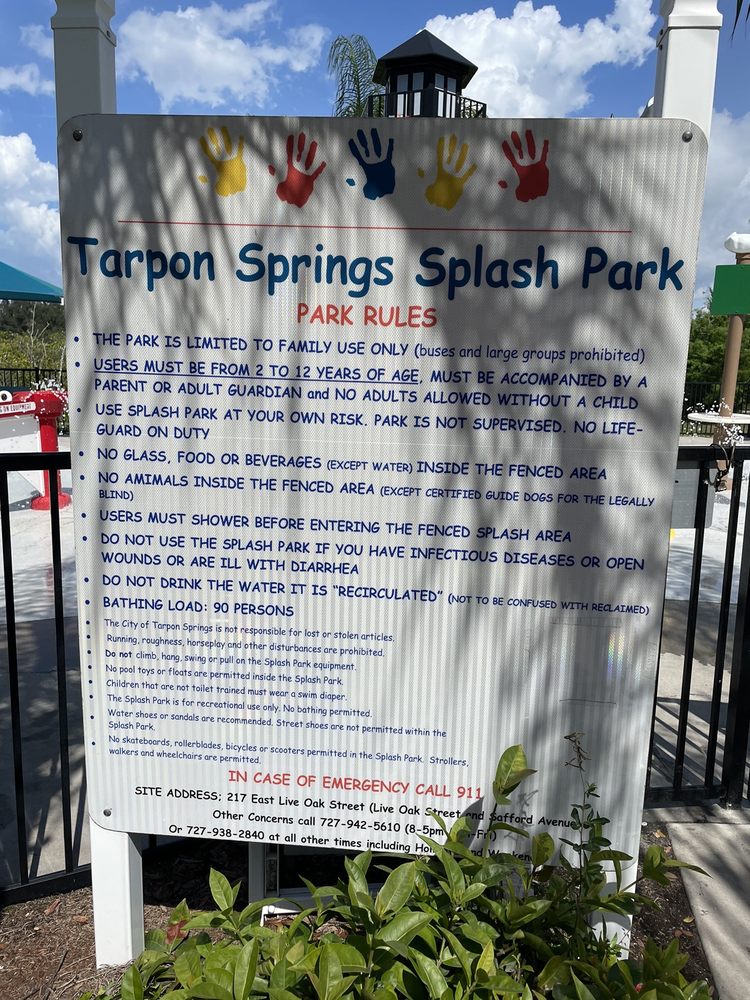 Tarpon Springs Splash Park
PARK RULES
• THE PARK IS LIMITED TO FAMILY USE ONLY (buses and large groups prohibited)
• USERS MUST BE FROM 2 TO 12 YEARS OF AGE, MUST BE ACCOMPANIED BY A
PARENT OR ADULT GUARDIAN and NO ADULTS ALLOWED WITHOUT A CHILD
• USE SPLASH PARK AT YOUR OWN RISK. PARK IS NOT SUPERVISED. NO LIFE-
GUARD ON DUTY
• NO GLASS, FOOD OR BEVERAGES (EXCEPT WATER) INSIDE THE FENCED AREA
• NO AMIMALS INSIDE THE FENCED AREA (EXCEPT CERTIFIED GUIDE DOGS FOR THE LEGALLY
BLIND)
• USERS MUST SHOWER BEFORE ENTERING THE FENCED SPLASH AREA
• DO NOT USE THE SPLASH PARK IF YOU HAVE INFECTIOUS DISEASES OR OPEN
WOUNDS OR ARE ILL WITH DIARRHEA
• DO NOT DRINK THE WATER IT IS “RECIRCULATED” (NOT TO BE CONFUSED WITH RECLAIMED)
• BATHING LOAD: 90 PERSONS
• The City of Tarpon Springs is not responsible for lost or stolen articles.
• Running, roughness, horseplay and other disturbances are prohibited.
• Do not climb, hang, swing or pull on the Splash Park equipment.
• No pool toys or floats are permitted inside the Splash Park.
• Children that are not toilet trained must wear a swim diaper.
• The Splash Park is for recreational use only. No bathing permitted.
• Water shoes or sandals are recommended. Street shoes are not permitted within the
Splash Park.
• No skateboards, rollerblades, bicycles or scooters permitted in the Splash Park. Strollers,
walkers and wheelchairs are permitted.
IN CASE OF EMERGENCY CALL 911
SITE ADDRESS; 217 East Live Oak Street (Live Oak Street and Safford Avenue
Other Concerns call 727-942-5610 (8-5pm
Or 727-938-2840 at all other times including